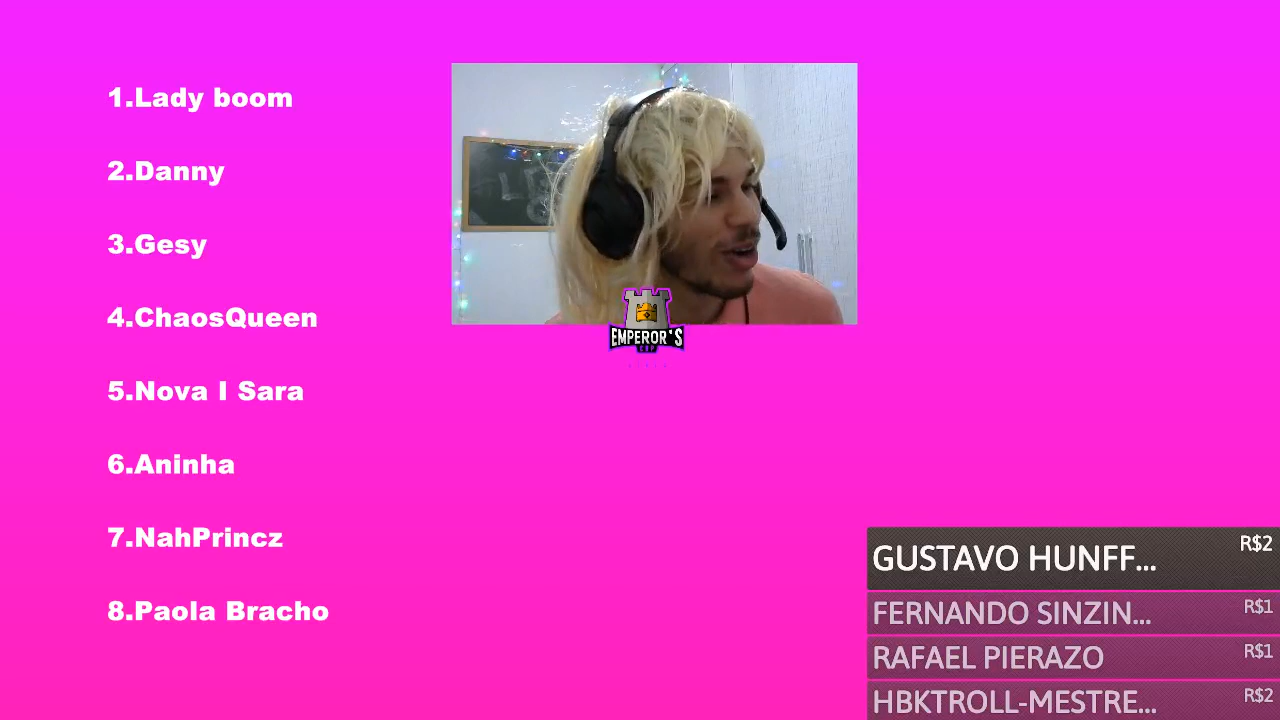 1.Lady boom
2.Danny
3.Gesy
4.ChaosQueen
5.Nova I Sara
6.Aninha
7.NahPrincz
8.Paola Bracho
EMPEROR'S
CUP
GUSTAVO HUNFF... R$2
FERNANDO SINZIN... R$1
RAFAEL PIERAZO R$1
HBKTROLL-MESTRE... R$2